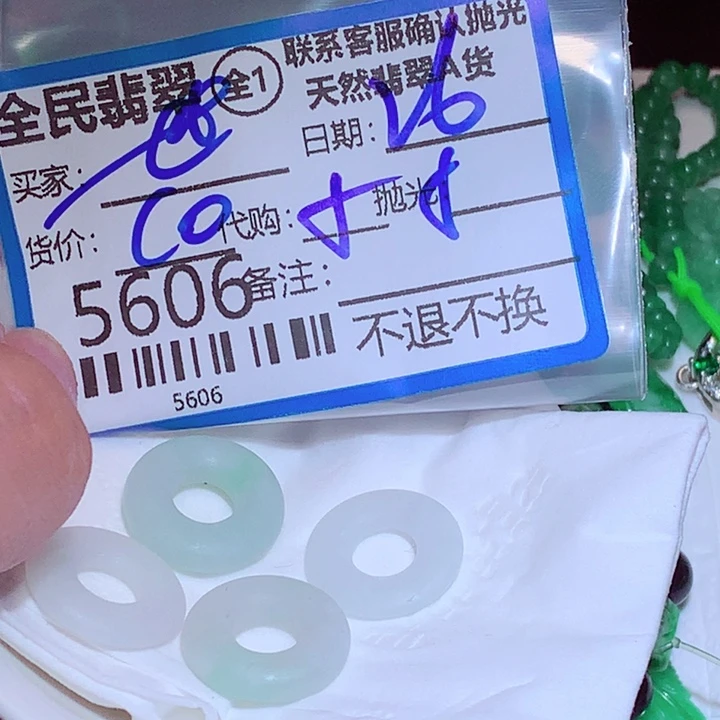 联系客服确认抛光
全民翡翠 全1 天然翡翠A货
买家： 日期：26
货价：60 代购： 抛光
5606 备注：
不退不换
5606